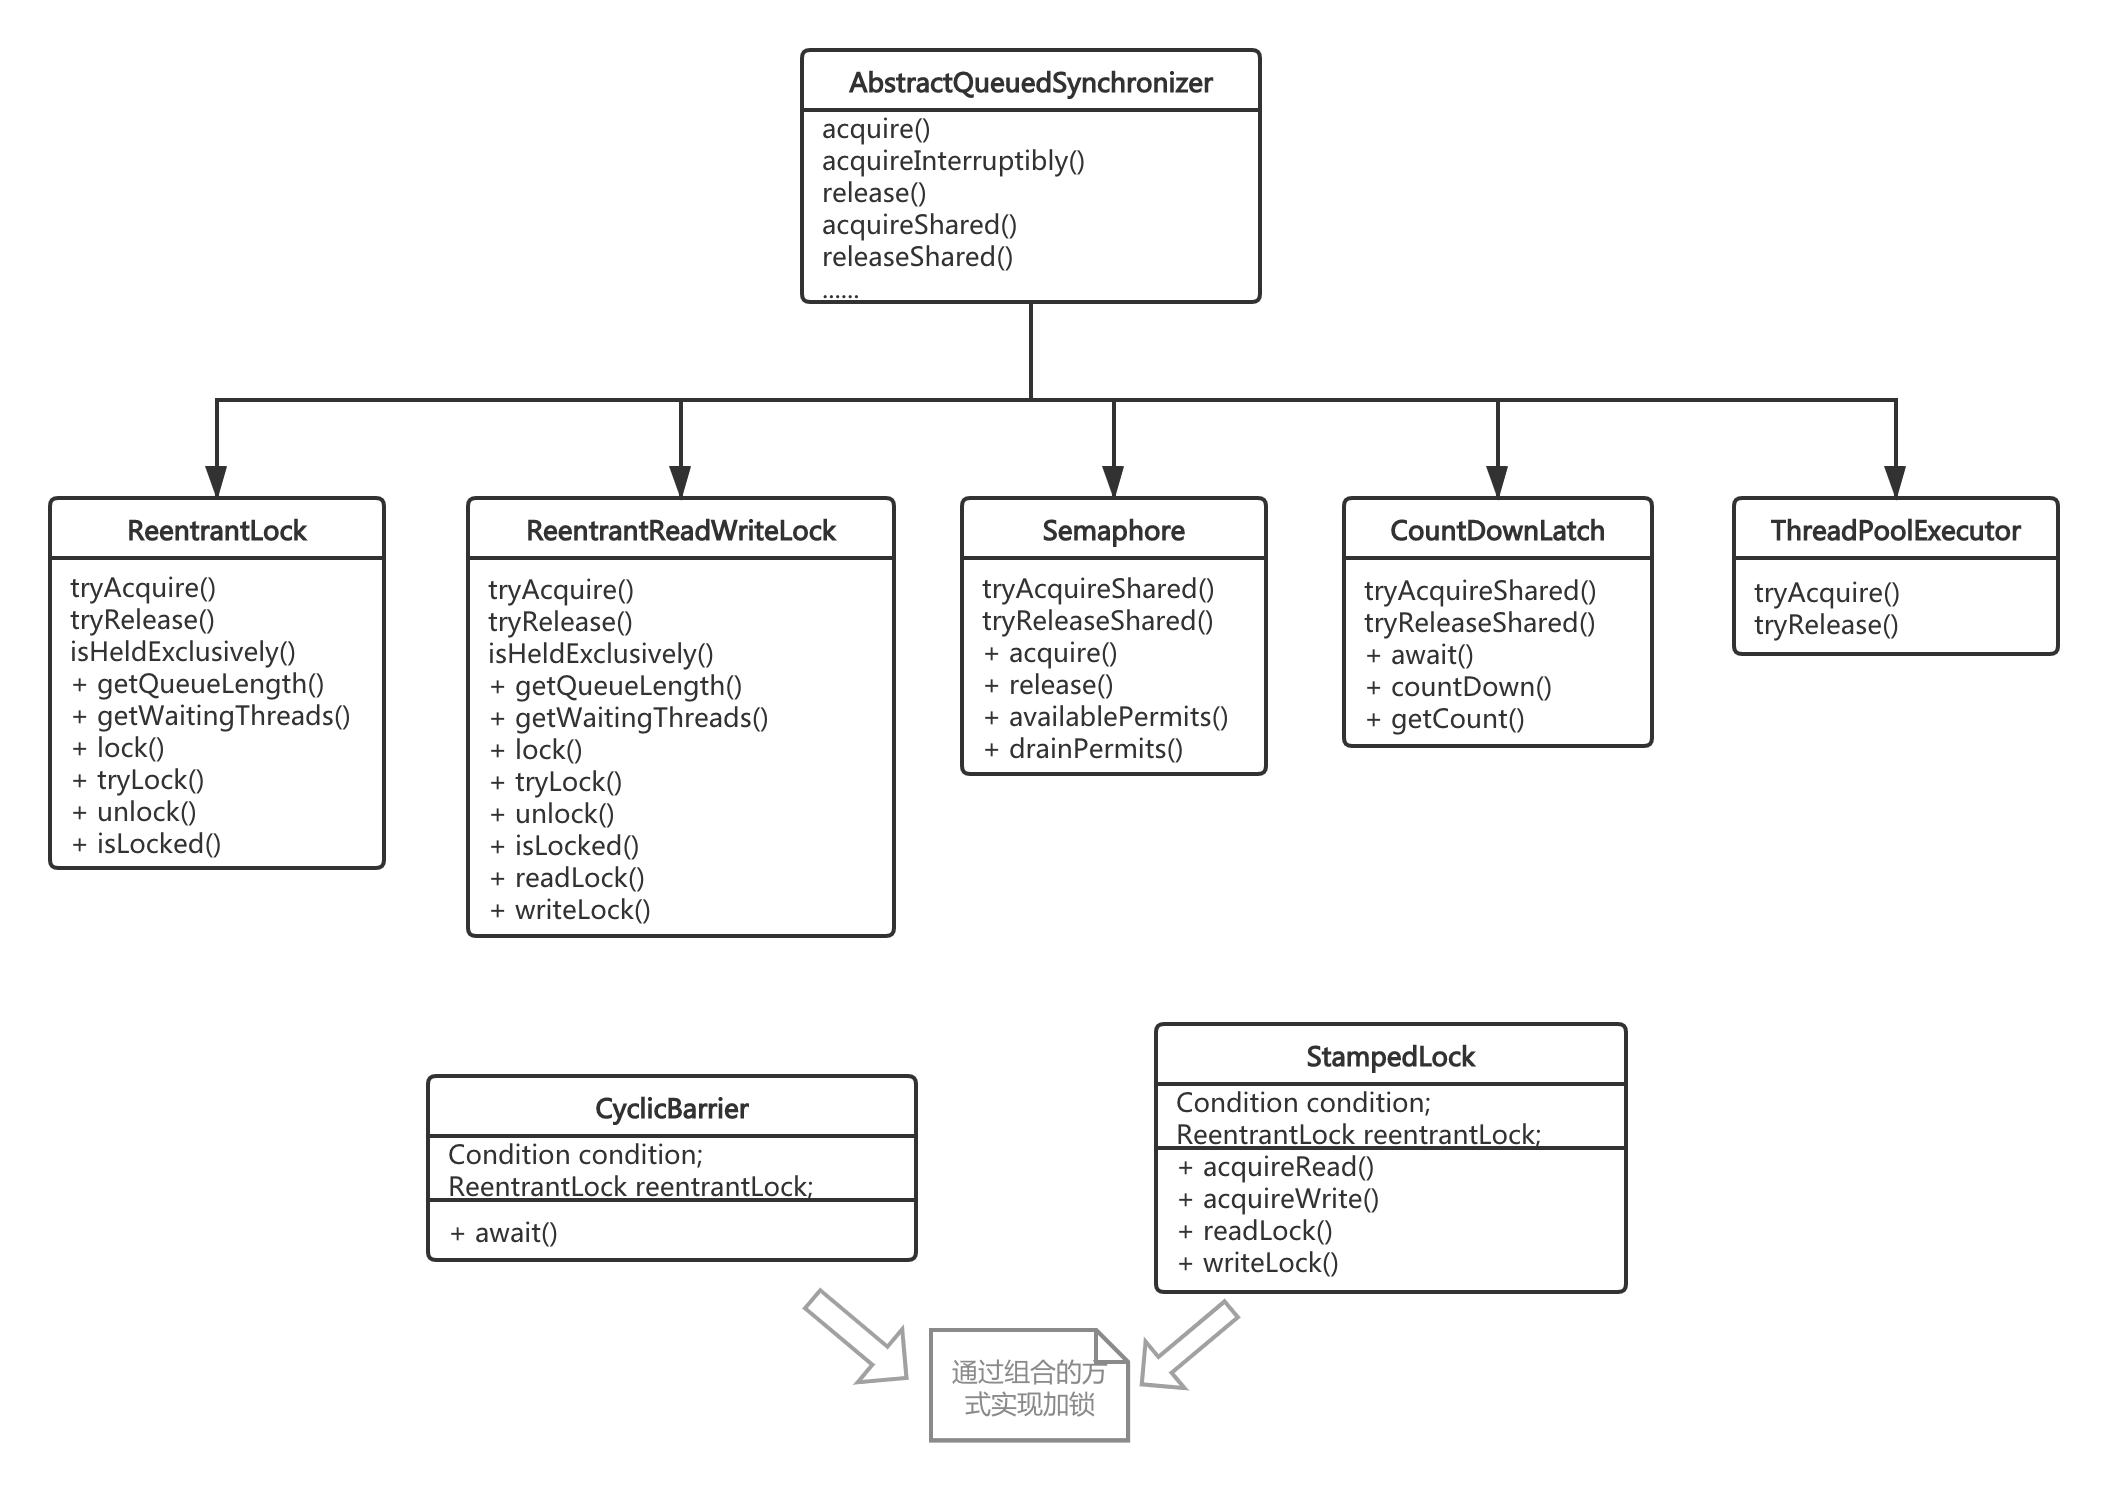 AbstractQueuedSynchronizer
acquire()
acquireInterruptibly()
release()
acquireShared()
releaseShared()
......
ReentrantLock
tryAcquire()
tryRelease()
isHeldExclusively()
+ getQueueLength()
+ getWaitingThreads()
+ lock()
+ tryLock()
+ unlock()
+ isLocked()
ReentrantReadWriteLock
tryAcquire()
tryRelease()
isHeldExclusively()
+ getQueueLength()
+ getWaitingThreads()
+ lock()
+ tryLock()
+ unlock()
+ isLocked()
+ readLock()
+ writeLock()
Semaphore
tryAcquireShared()
tryReleaseShared()
+ acquire()
+ release()
+ availablePermits()
+ drainPermits()
CountDownLatch
tryAcquireShared()
tryReleaseShared()
+ await()
+ countDown()
+ getCount()
ThreadPoolExecutor
tryAcquire()
tryRelease()
CyclicBarrier
Condition condition;
ReentrantLock reentrantLock;
+ await()
StampedLock
Condition condition;
ReentrantLock reentrantLock;
+ acquireRead()
+ acquireWrite()
+ readLock()
+ writeLock()
通过组合的方
式实现加锁